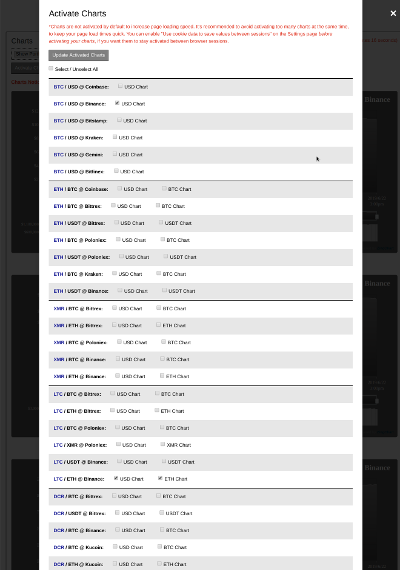 Activate Charts
×
*Charts are not activated by default to increase page loading speed. It's recommended to avoid activating too many charts at the same time,
to keep your page load times quick. You can enable "Use cookie data to save values between sessions" on the Settings page before
activating your charts, if you want them to stay activated between browser sessions.
Update Activated Charts
Select / Unselect All
BTC / USD @ Coinbase: USD Chart
BTC / USD @ Binance: USD Chart
BTC / USD @ Bitstamp: USD Chart
BTC / USD @ Kraken: USD Chart
BTC / USD @ Gemini: USD Chart
BTC / USD @ Bitfinex: USD Chart
ETH / BTC @ Coinbase: USD Chart BTC Chart
ETH / BTC @ Bittrex: USD Chart BTC Chart
ETH / USDT @ Bittrex: USD Chart USDT Chart
ETH / BTC @ Poloniex: USD Chart BTC Chart
ETH / USDT @ Poloniex: USD Chart USDT Chart
ETH / BTC @ Kraken: USD Chart BTC Chart
ETH / USDT @ Binance: USD Chart USDT Chart
XMR / BTC @ Bittrex: USD Chart BTC Chart
XMR / ETH @ Bittrex: USD Chart ETH Chart
XMR / BTC @ Poloniex: USD Chart BTC Chart
XMR / BTC @ Binance: USD Chart BTC Chart
XMR / ETH @ Binance: USD Chart ETH Chart
LTC / BTC @ Bittrex: USD Chart BTC Chart
LTC / ETH @ Bittrex: USD Chart ETH Chart
LTC / BTC @ Poloniex: USD Chart BTC Chart
LTC / XMR @ Poloniex: USD Chart XMR Chart
LTC / USDT @ Binance: USD Chart USDT Chart
LTC / ETH @ Binance: USD Chart ETH Chart
DCR / BTC @ Bittrex: USD Chart BTC Chart
DCR / USDT @ Bittrex: USD Chart USDT Chart
DCR / BTC @ Binance: USD Chart BTC Chart
DCR / BTC @ Kucoin: USD Chart BTC Chart
DCR / ETH @ Kucoin: USD Chart ETH Chart
Charts
Binance
Binance
Binance